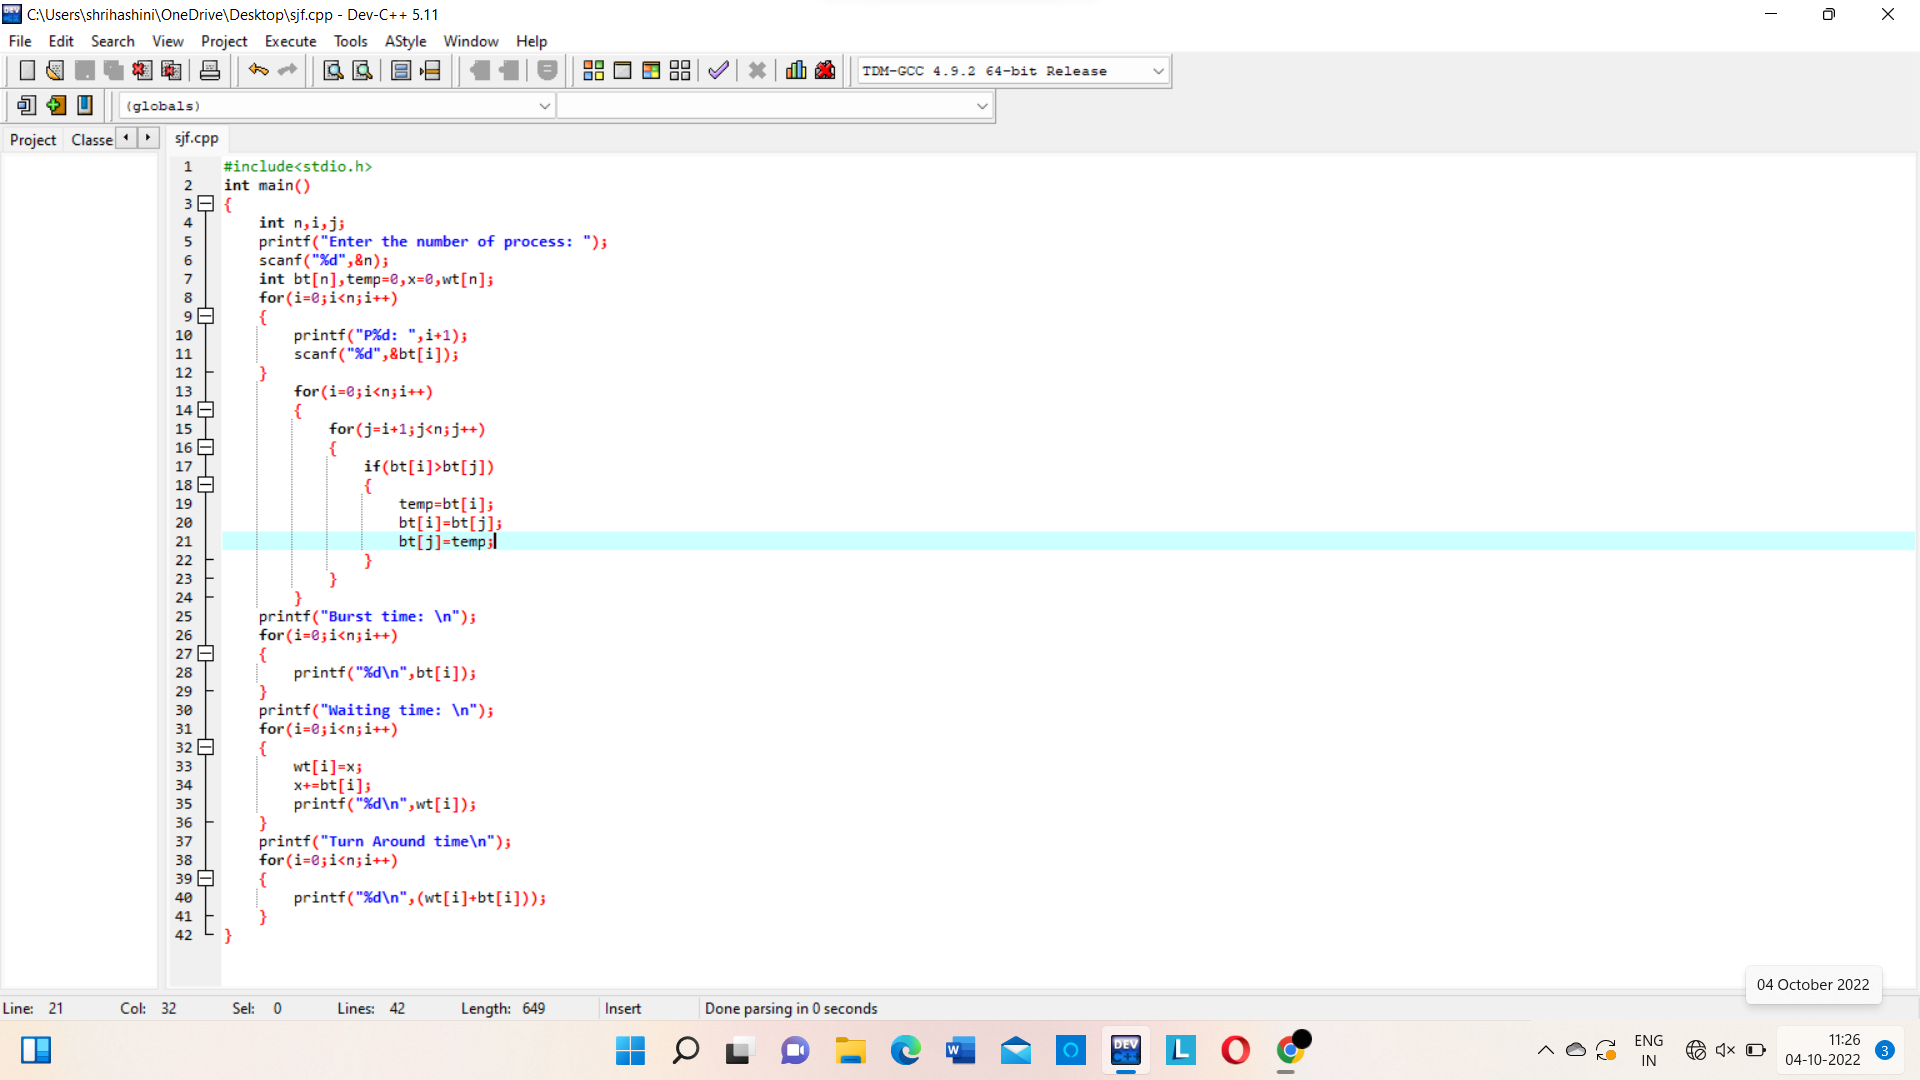 C:\Users\shrihashini\OneDrive\Desktop\sjf.cpp - Dev-C++ 5.11
File Edit Search View Project Execute Tools AStyle Window Help
TDM-GCC 4.9.2 64-bit Release
(globals)
Project Classe sjf.cpp
1 #include<stdio.h>
2 int main()
3 {
4 int n,i,j;
5 printf("Enter the number of process: ");
6 scanf("%d",&n);
7 int bt[n],temp=0,x=0,wt[n];
8 for(i=0;i<n;i++)
9 {
10 printf("P%d: ",i+1);
11 scanf("%d",&bt[i]);
12 }
13 for(i=0;i<n;i++)
14 {
15 for(j=i+1;j<n;j++)
16 {
17 if(bt[i]>bt[j])
18 {
19 temp=bt[i];
20 bt[i]=bt[j];
21 bt[j]=temp;
22 }
23 }
24 }
25 printf("Burst time: \n");
26 for(i=0;i<n;i++)
27 {
28 printf("%d\n",bt[i]);
29 }
30 printf("Waiting time: \n");
31 for(i=0;i<n;i++)
32 {
33 wt[i]=x;
34 x+=bt[i];
35 printf("%d\n",wt[i]);
36 }
37 printf("Turn Around time\n");
38 for(i=0;i<n;i++)
39 {
40 printf("%d\n",(wt[i]+bt[i]));
41 }
42 }
04 October 2022
Line: 21 Col: 32 Sel: 0 Lines: 42 Length: 649 Insert Done parsing in 0 seconds
W DEV C++ L
ENG
IN
11:26
04-10-2022
3